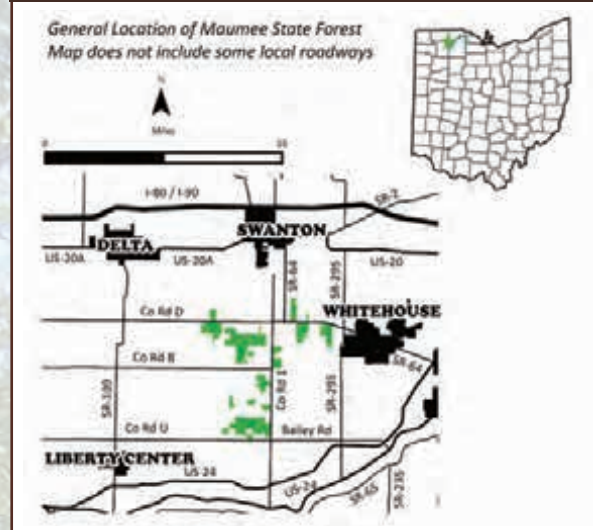 General Location of Maumee State Forest
Map does not include some local roadways
N
Miles
0
10
I-80 / I-90
SR-2
SWANTON
DELTA
US-20A
US-20A
US-20
SR-64
SR-295
WHITEHOUSE
Co Rd D
SR-64
Co Rd B
Co Rd 1
SR-295
SR-109
Co Rd U
Bailey Rd
LIBERTY CENTER
US-24
US-24
SR-65
SR-235